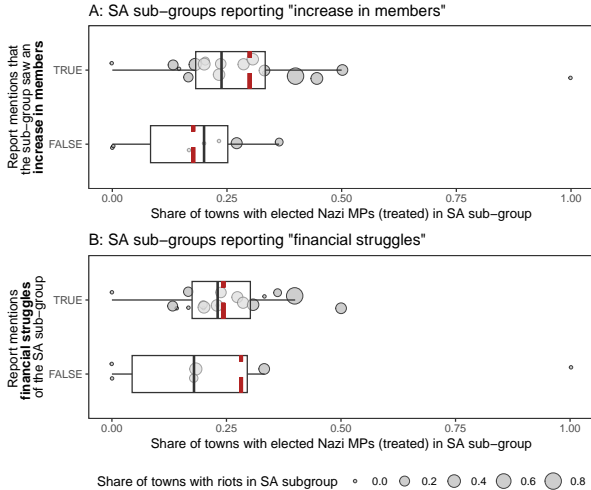 A: SA sub−groups reporting "increase in members"
Report mentions that
the sub−group saw an
increase in members
TRUE
FALSE
0.00 0.25 0.50 1.00
Share of towns with elected Nazi MPs (treated) in SA sub−group
B: SA sub−groups reporting "financial struggles"
Report mentions
financial struggles
of the SA sub−group
TRUE
FALSE
0.00 0.25 0.50 1.00
Share of towns with elected Nazi MPs (treated) in SA sub−group
Share of towns with riots in SA subgroup 0.0 0.2 0.4 0.6 0.8